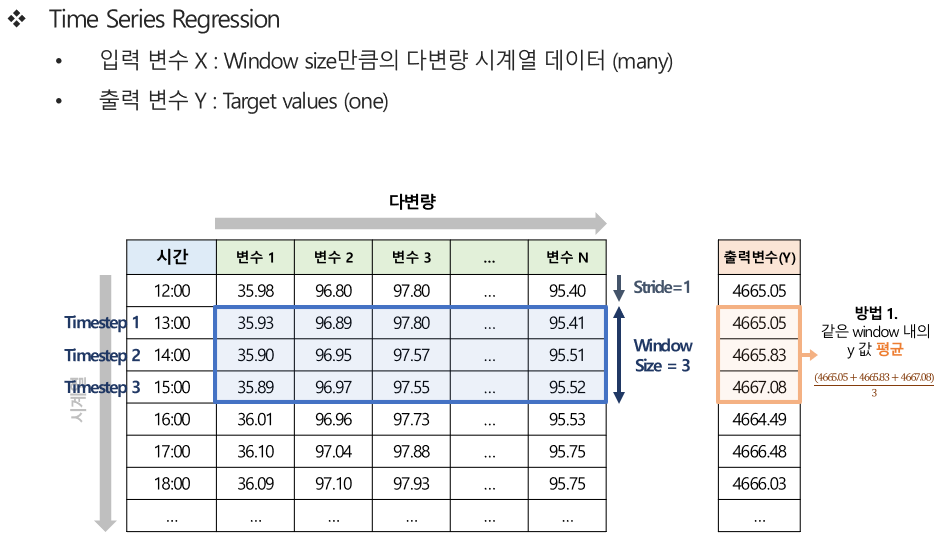 ❖ Time Series Regression
• 입력 변수 X : Window size만큼의 다변량 시계열 데이터 (many)
• 출력 변수 Y : Target values (one)
다변량
시간 변수 1 변수 2 변수 3 ... 변수 N 출력변수(Y)
12:00 35.98 96.80 97.80 ... 95.40 Stride=1 4665.05
Timestep 1 13:00 35.93 96.89 97.80 ... 95.41 4665.05
Timestep 2 14:00 35.90 96.95 97.57 ... 95.51 4665.83
Timestep 3 15:00 35.89 96.97 97.55 ... 95.52 4667.08
Window
Size = 3
방법 1.
같은 window 내의
y 값 평균
(4665.05 + 4665.83 + 4667.08)
3
시계열
16:00 36.01 96.96 97.73 ... 95.53 4664.49
17:00 36.10 97.04 97.88 ... 95.75 4666.48
18:00 36.09 97.10 97.93 ... 95.75 4666.03
... ... ... ... ... ... ...